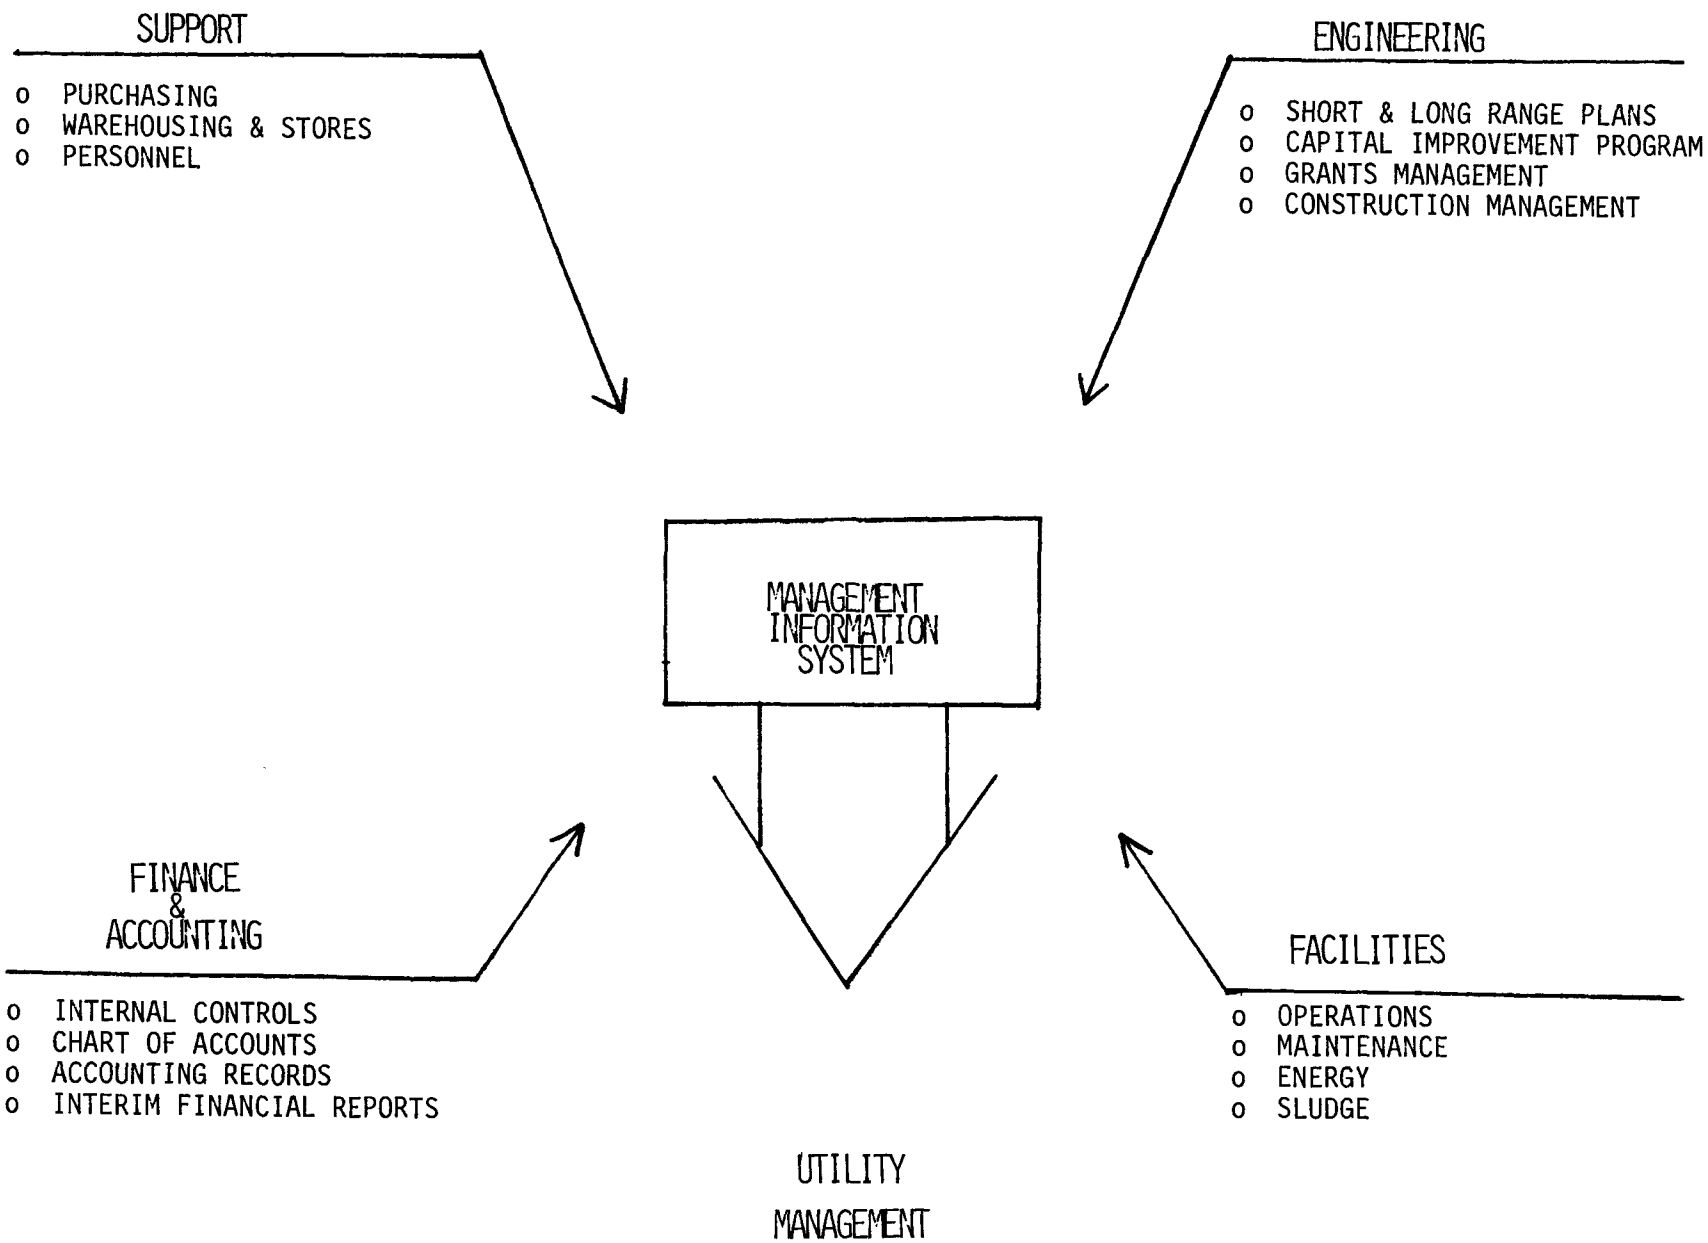 SUPPORT
o PURCHASING
o WAREHOUSING & STORES
o PERSONNEL
ENGINEERING
o SHORT & LONG RANGE PLANS
o CAPITAL IMPROVEMENT PROGRAM
o GRANTS MANAGEMENT
o CONSTRUCTION MANAGEMENT
MANAGEMENT
INFORMATION
SYSTEM
FINANCE
&
ACCOUNTING
o INTERNAL CONTROLS
o CHART OF ACCOUNTS
o ACCOUNTING RECORDS
o INTERIM FINANCIAL REPORTS
FACILITIES
o OPERATIONS
o MAINTENANCE
o ENERGY
o SLUDGE
UTILITY
MANAGEMENT